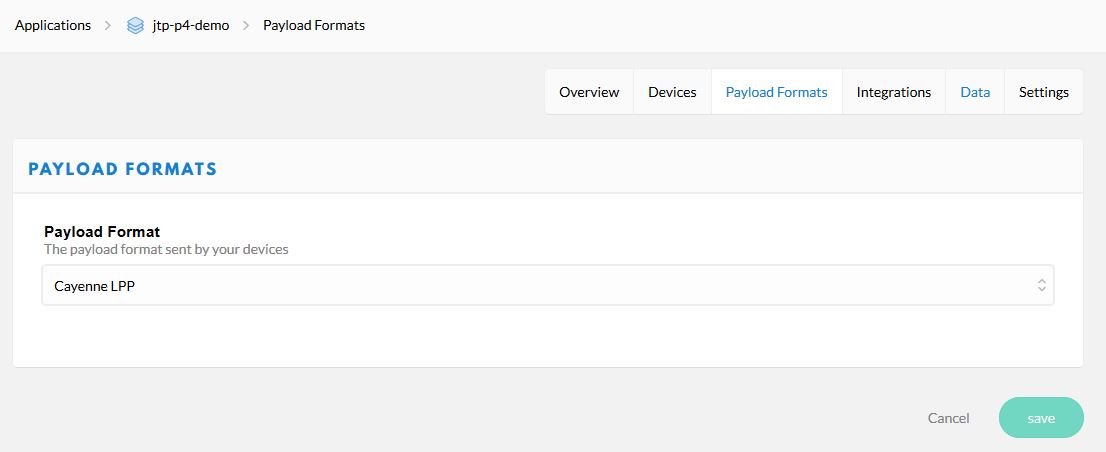 Applications > jtp-p4-demo > Payload Formats
Overview Devices Payload Formats Integrations Data Settings
PAYLOAD FORMATS
Payload Format
The payload format sent by your devices
Cayenne LPP
Cancel save